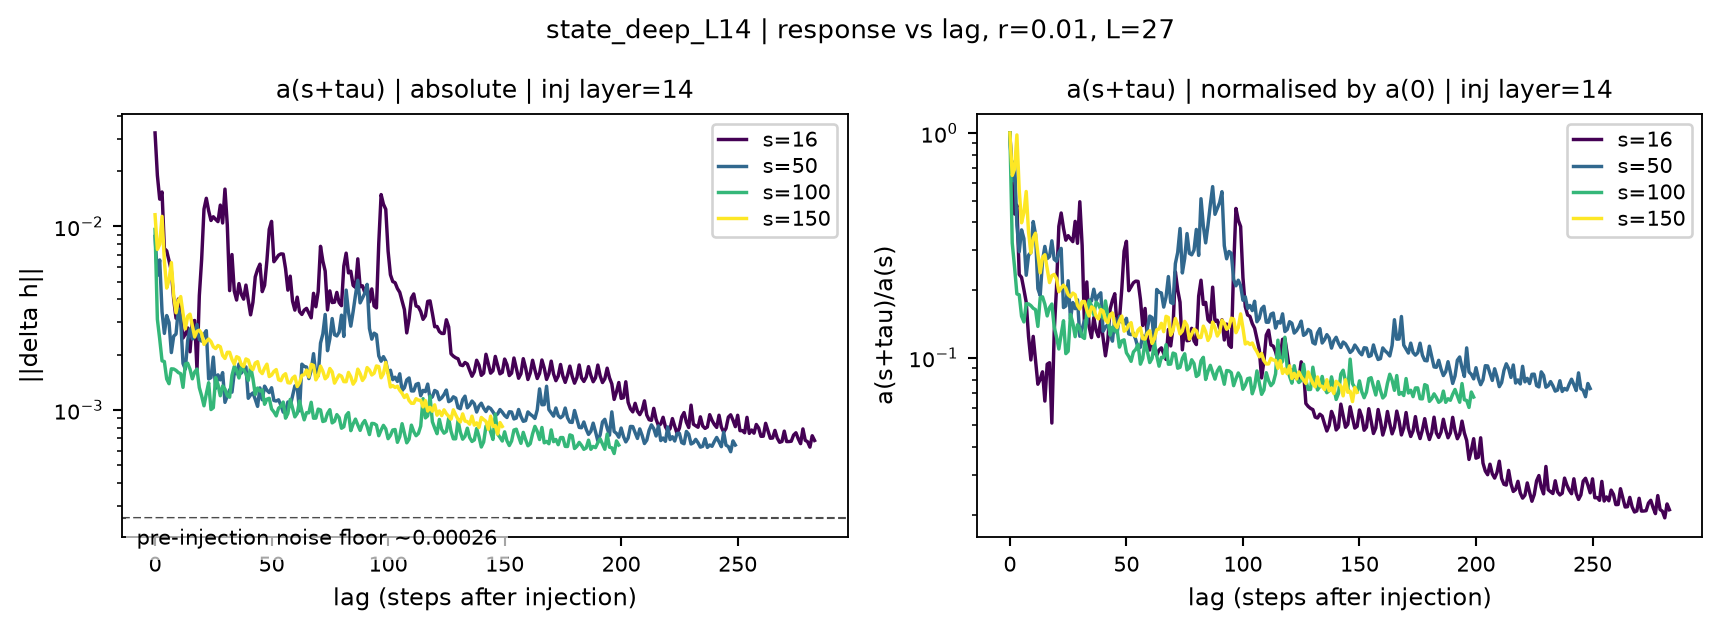 state_deep_L14 | response vs lag, r=0.01, L=27
a(s+tau) | absolute | inj layer=14
||delta h||
10⁻²
10⁻³
s=16
s=50
s=100
s=150
pre-injection noise floor ~0.00026
0 50 100 150 200 250
lag (steps after injection)
a(s+tau) | normalised by a(0) | inj layer=14
a(s+tau)/a(s)
10⁰
10⁻¹
s=16
s=50
s=100
s=150
0 50 100 150 200 250
lag (steps after injection)